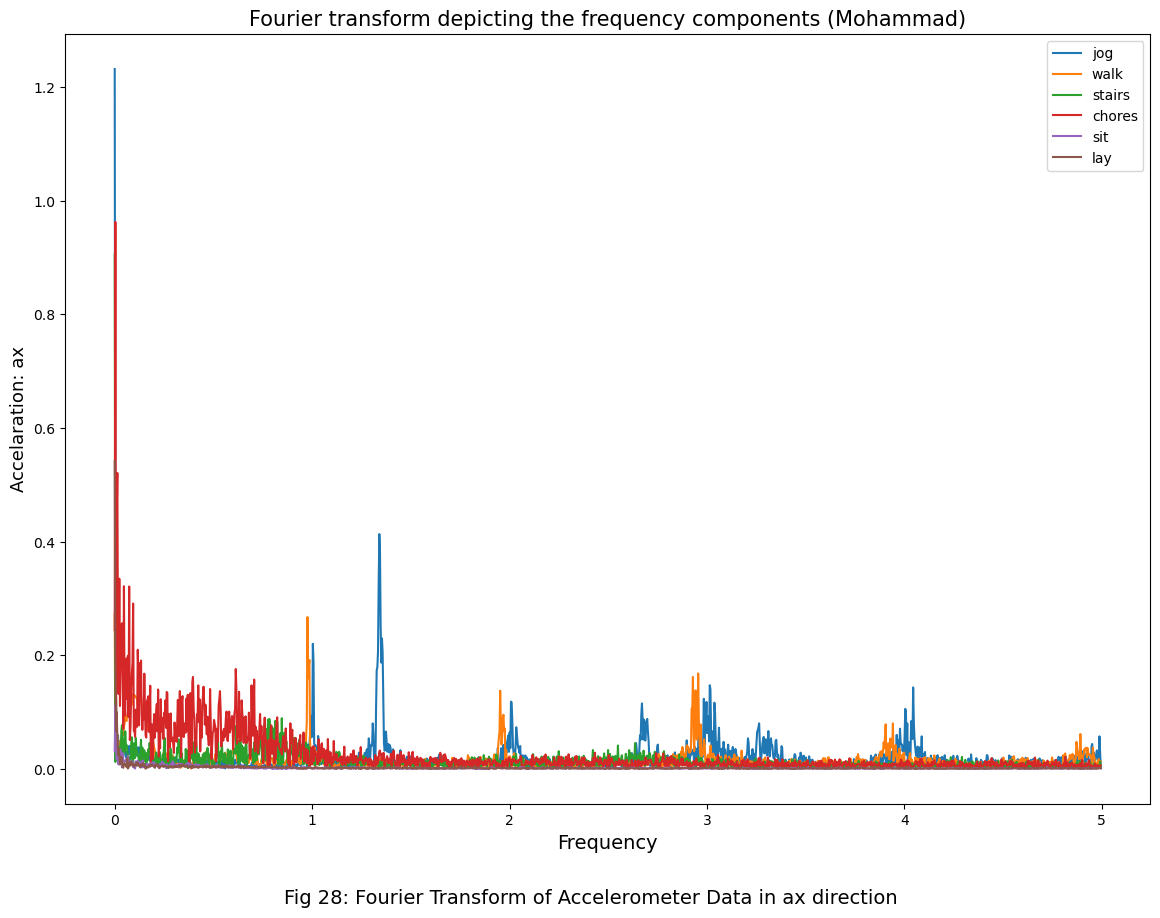 Fourier transform depicting the frequency components (Mohammad)
jog
walk
stairs
chores
sit
lay
1.2
1.0
0.8
0.6
0.4
0.2
0.0
Accelaration: ax
0 1 2 3 4 5
Frequency
Fig 28: Fourier Transform of Accelerometer Data in ax direction